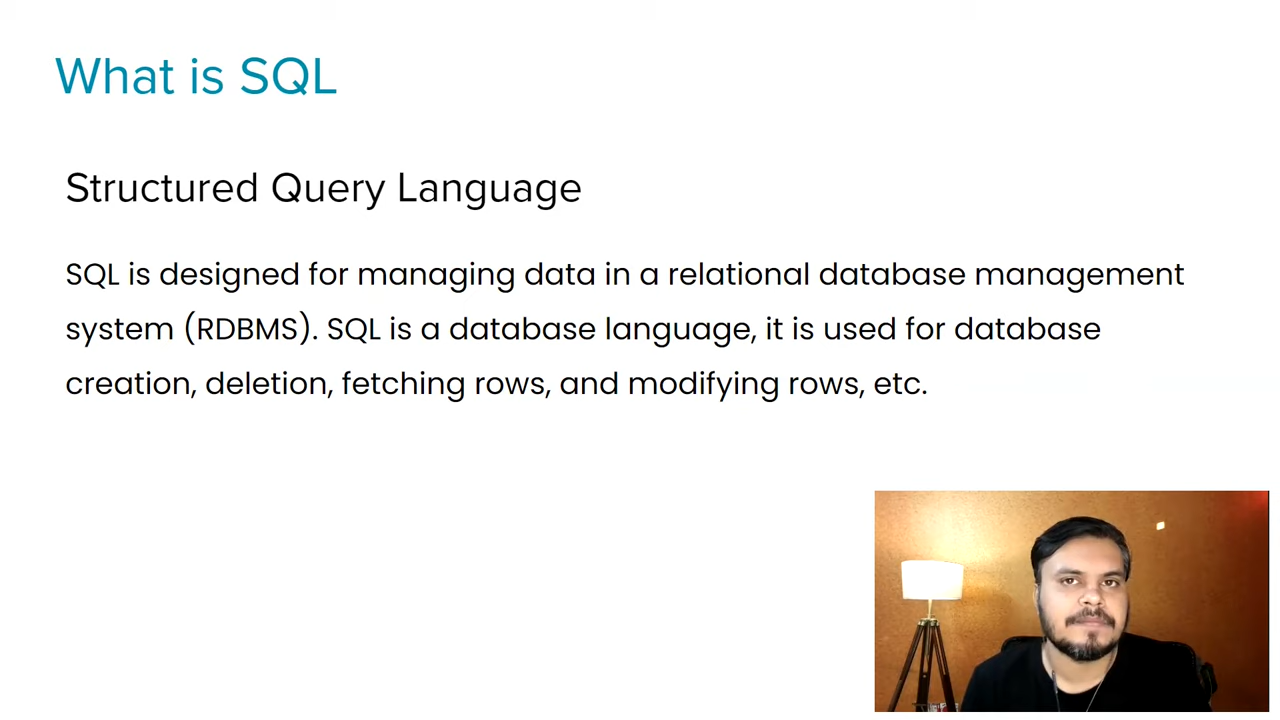 What is SQL
Structured Query Language
SQL is designed for managing data in a relational database management
system (RDBMS). SQL is a database language, it is used for database
creation, deletion, fetching rows, and modifying rows, etc.